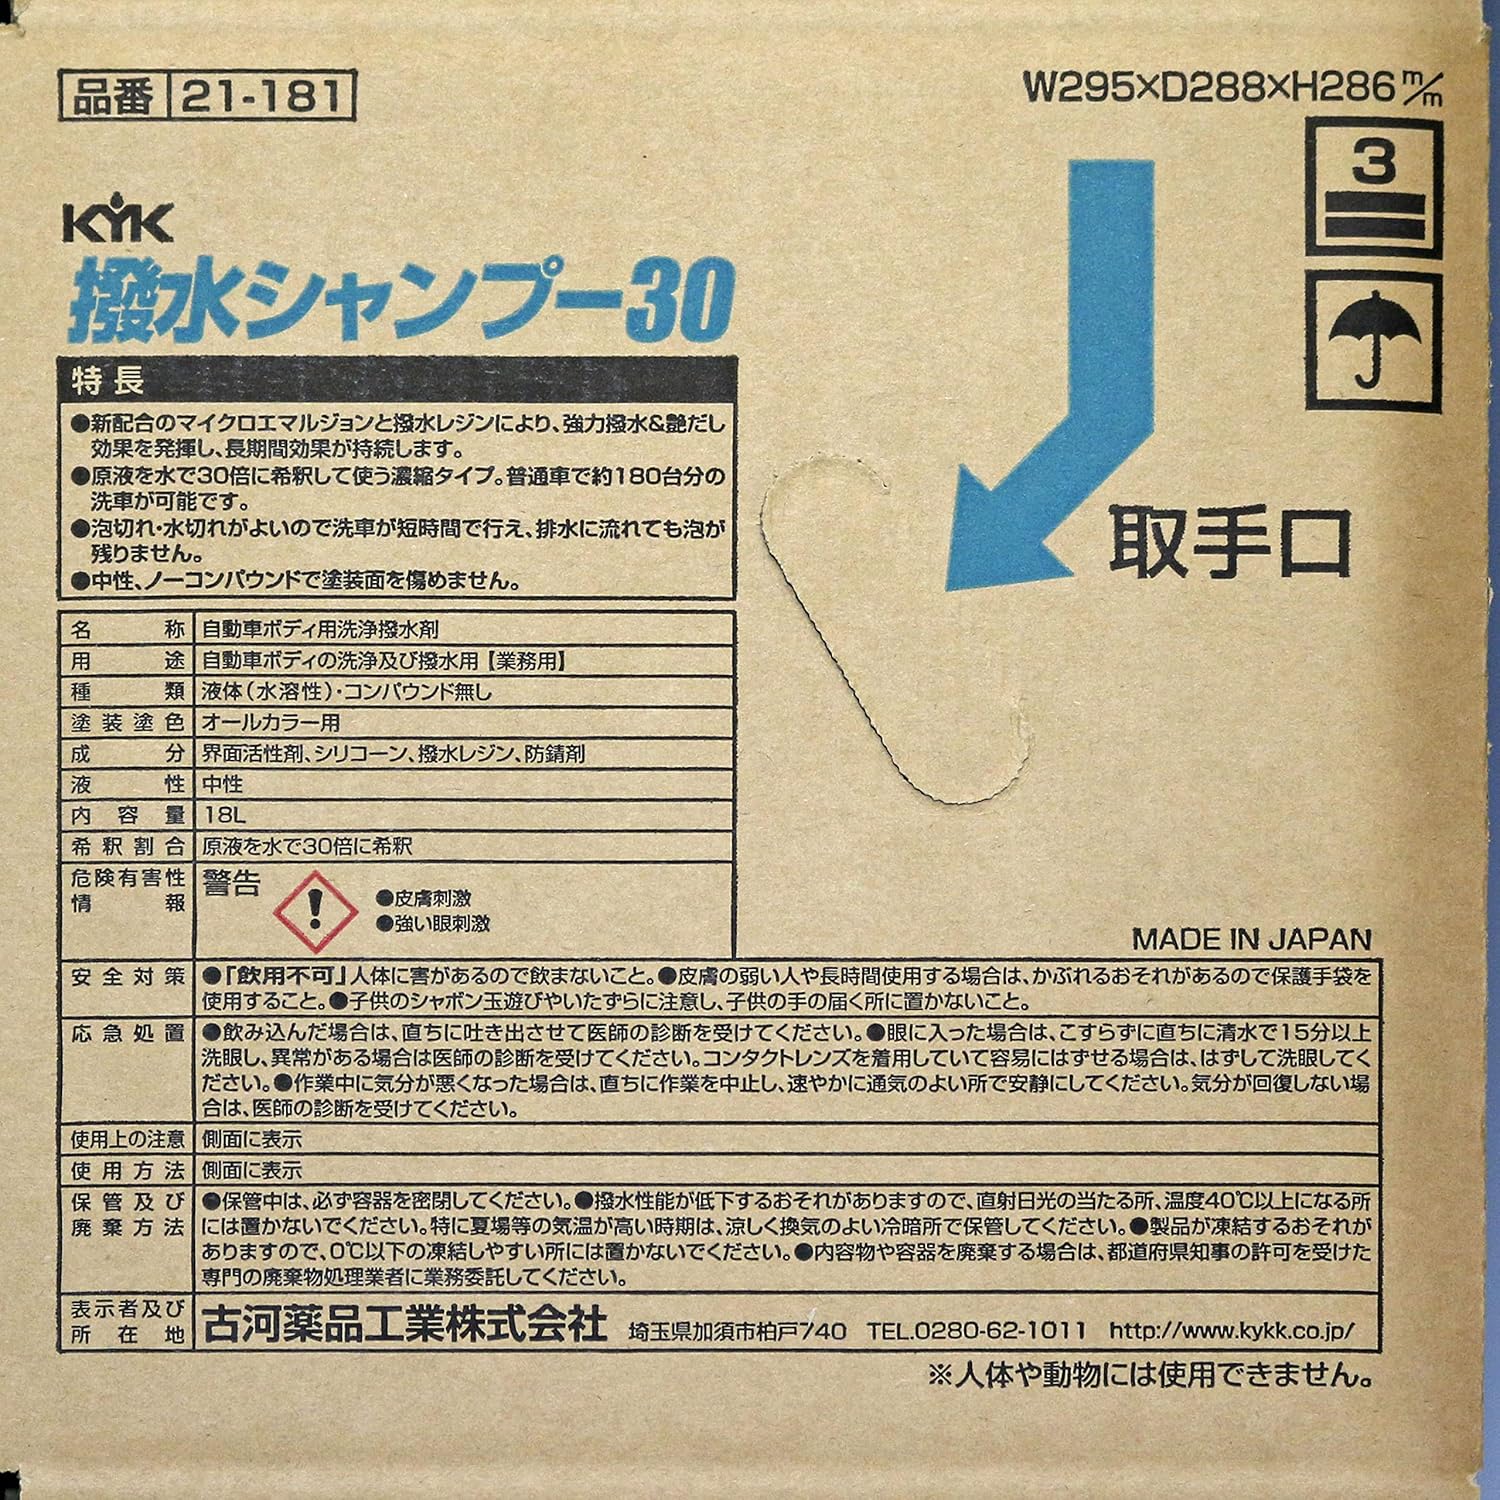 品番 21-181
W295×D288×H286m/m
3
KYK
撥水シャンプー30
特長
●新配合のマイクロエマルジョンと撥水レジンにより、強力撥水&艶だし
効果を発揮し、長期間効果が持続します。
●原液を水で30倍に希釈して使う濃縮タイプ。普通車で約180台分の
洗車が可能です。
●泡切れ・水切れがよいので洗車が短時間で行え、排水に流れても泡が
残りません。
●中性、ノーコンパウンドで塗装面を傷めません。
取手口
名称 自動車ボディ用洗浄撥水剤
用途 自動車ボディの洗浄及び撥水用【業務用】
種類 液体(水溶性)・コンパウンド無し
塗装塗色 オールカラー用
成分 界面活性剤、シリコーン、撥水レジン、防錆剤
液性 中性
内容量 18L
希釈割合 原液を水で30倍に希釈
危険有害性
情報
警告
●皮膚刺激
●強い眼刺激
MADE IN JAPAN
安全対策 ●「飲用不可」人体に害があるので飲まないこと。●皮膚の弱い人や長時間使用する場合は、かぶれるおそれがあるので保護手袋を
使用すること。●子供のシャボン玉遊びやいたずらに注意し、子供の手の届く所に置かないこと。
応急処置 ●飲み込んだ場合は、直ちに吐き出させて医師の診断を受けてください。●眼に入った場合は、こすらずに直ちに清水で15分以上
洗眼し、異常がある場合は医師の診断を受けてください。コンタクトレンズを着用していて容易にはずせる場合は、はずして洗眼してく
ださい。●作業中に気分が悪くなった場合は、直ちに作業を中止し、速やかに通気のよい所で安静にしてください。気分が回復しない場
合は、医師の診断を受けてください。
使用上の注意 側面に表示
使用方法 側面に表示
保管及び ●保管中は、必ず容器を密閉してください。●撥水性能が低下するおそれがありますので、直射日光の当たる所、温度40℃以上になる所
廃棄方法 には置かないでください。特に夏場等の気温が高い時期は、涼しく換気のよい冷暗所で保管してください。●製品が凍結するおそれが
ありますので、0℃以下の凍結しやすい所には置かないでください。●内容物や容器を廃棄する場合は、都道府県知事の許可を受けた
専門の廃棄物処理業者に業務委託してください。
表示者及び
所在地
古河薬品工業株式会社 埼玉県加須市柏戸740 TEL.0280-62-1011 http://www.kykk.co.jp/
※人体や動物には使用できません。